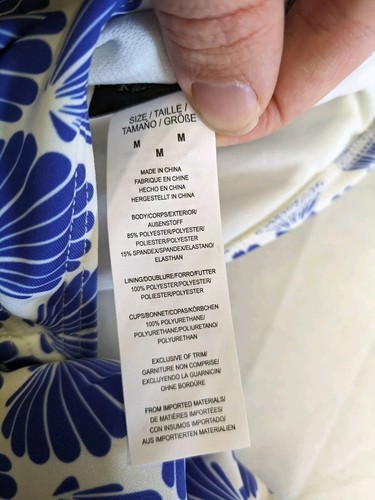 SIZE / TAILLE /
TAMAÑO / GRÖßE
M M
M
MADE IN CHINA
FABRIQUE EN CHINE
HECHO EN CHINA
HERGESTELLT IN CHINA
BODY/CORPS/EXTERIOR/
AUSENSTOFF
85% POLYESTER/POLYESTER/
POLIESTER/POLYESTER
15% SPANDEX/SPANDEX/ELASTANO/
ELASTHAN
LINING/DOUBLURE/FORRO/FUTTER
100% POLYESTER/POLYESTER/
POLIESTER/POLYESTER
CUPS/BONNET/COPAS/KÖRBCHEN
100% POLYURETHANE/
POLYURETHANE/POLIURETANO/
POLYURETHAN
EXCLUSIVE OF TRIM/
GARNITURE NON COMPRISE/
EXCLUYENDO LA GUARNICIN/
OHNE BORDÜRE
FROM IMPORTED MATERIALS/
DE MATIÈRES IMPORTÉES/
CON INSUMOS IMPORTADO/
AUS IMPORTIERTEN MATERIALIEN